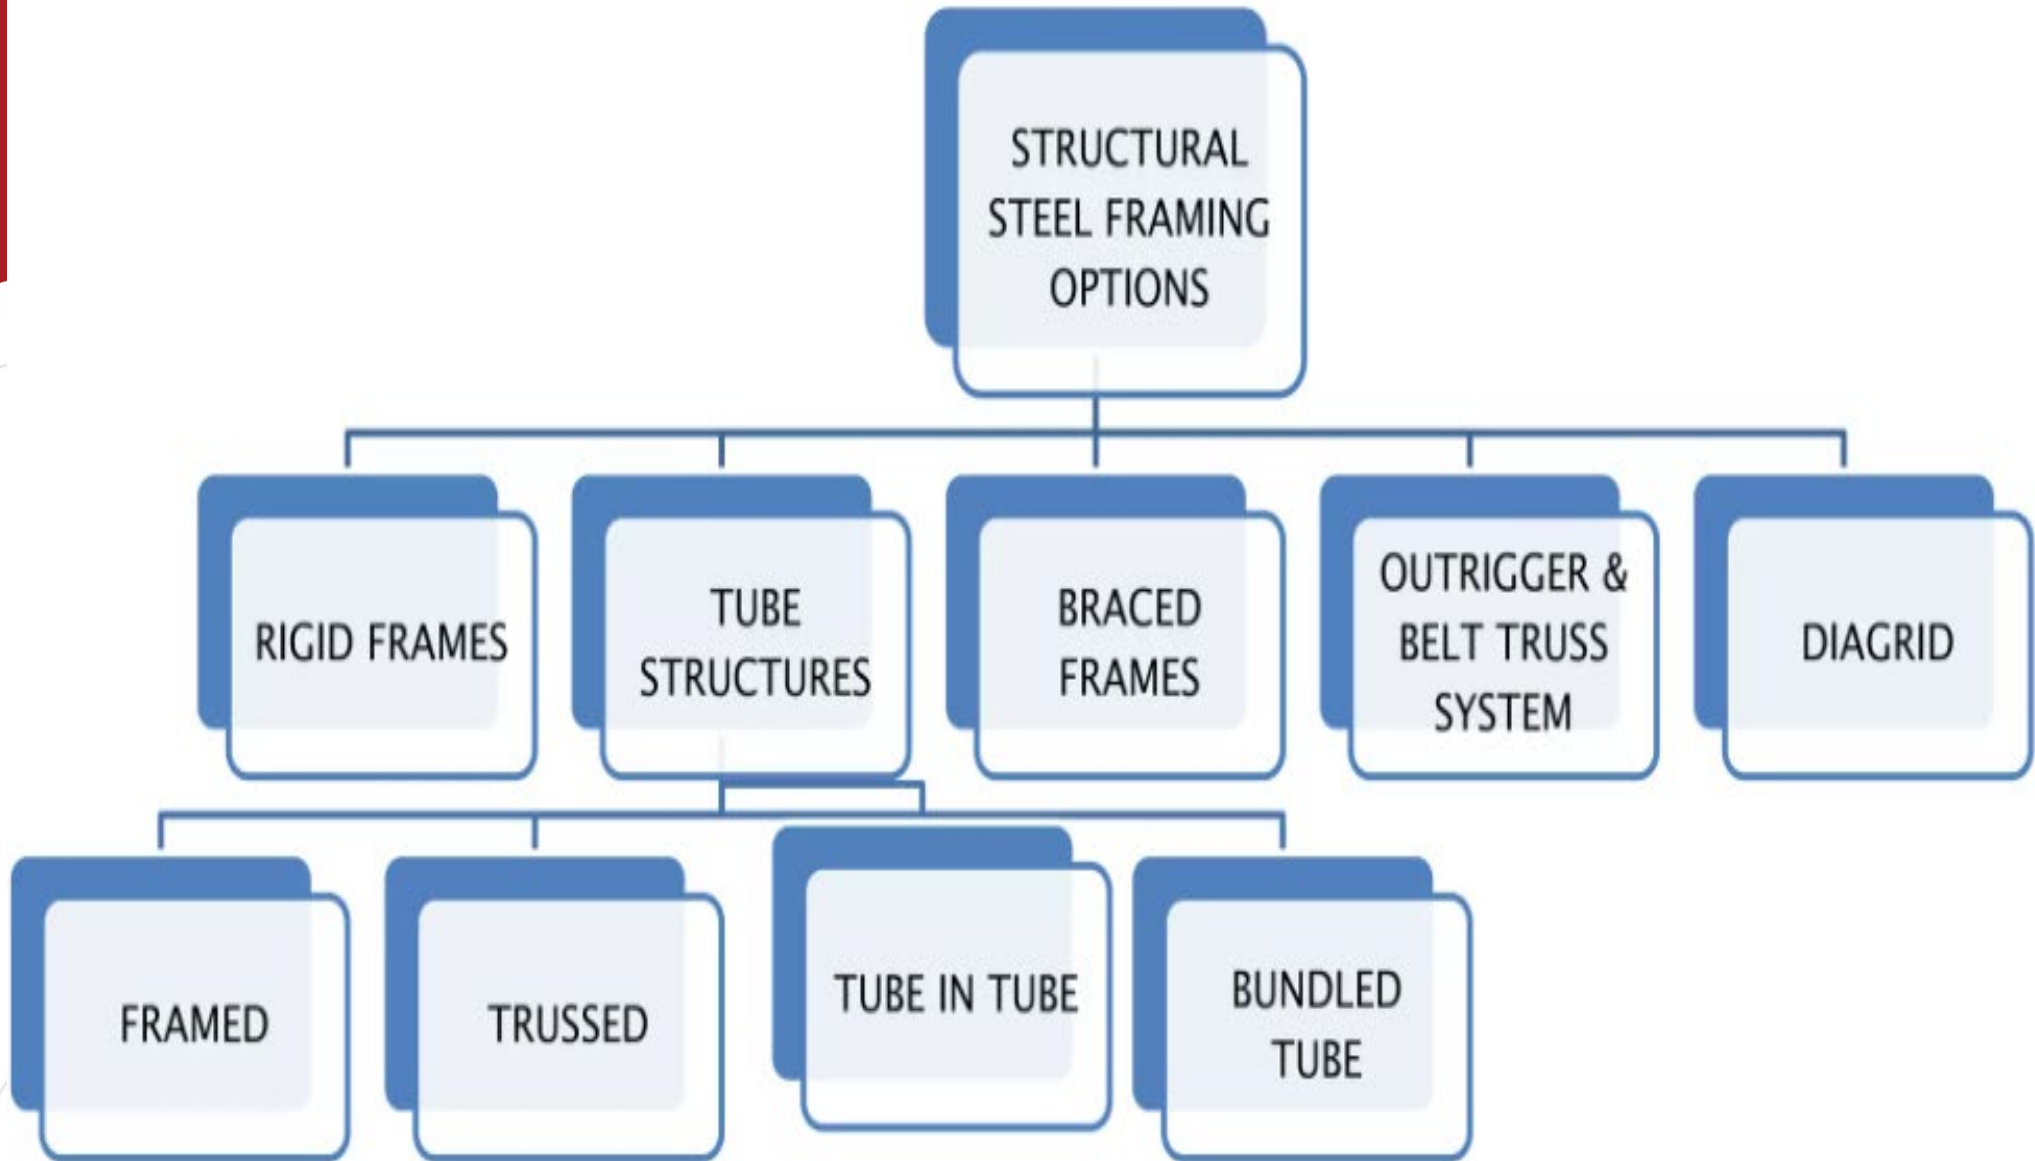 STRUCTURAL
STEEL FRAMING
OPTIONS
RIGID FRAMES
TUBE
STRUCTURES
BRACED
FRAMES
OUTRIGGER &
BELT TRUSS
SYSTEM
DIAGRID
FRAMED
TRUSSED
TUBE IN TUBE
BUNDLED
TUBE